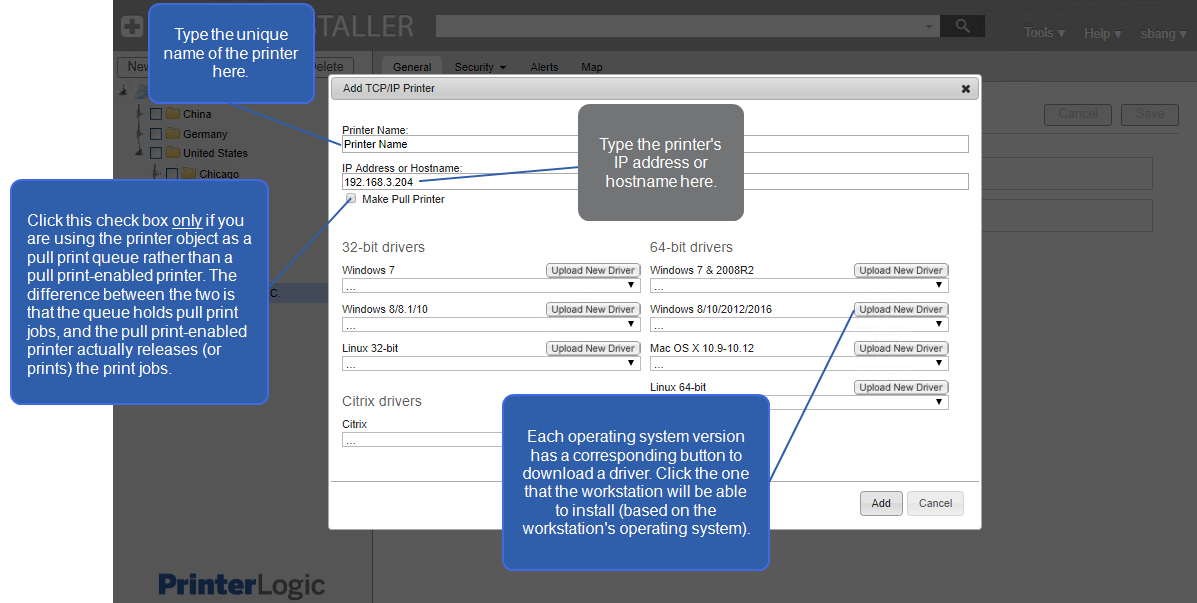 STALLER
Tools ▼ Help ▼ sbang ▼
Type the unique
name of the printer
here.
New
elete
General Security Alerts Map
China
Germany
United States
Chicago
C.
Cancel Save
Add TCP/IP Printer
Printer Name:
Printer Name
IP Address or Hostname:
192.168.3.204
Make Pull Printer
Type the printer's
IP address or
hostname here.
Click this check box only if you
are using the printer object as a
pull print queue rather than a
pull print-enabled printer. The
difference between the two is
that the queue holds pull print
jobs, and the pull print-enabled
printer actually releases (or
prints) the print jobs.
32-bit drivers
Windows 7 Upload New Driver
...
Windows 8/8.1/10 Upload New Driver
...
Linux 32-bit Upload New Driver
...
Citrix drivers
Citrix
...
64-bit drivers
Windows 7 & 2008R2 Upload New Driver
...
Windows 8/10/2012/2016 Upload New Driver
...
Mac OS X 10.9-10.12 Upload New Driver
...
Linux 64-bit Upload New Driver
Each operating system version
has a corresponding button to
download a driver. Click the one
that the workstation will be able
to install (based on the
workstation's operating system).
Add Cancel
PrinterLogic